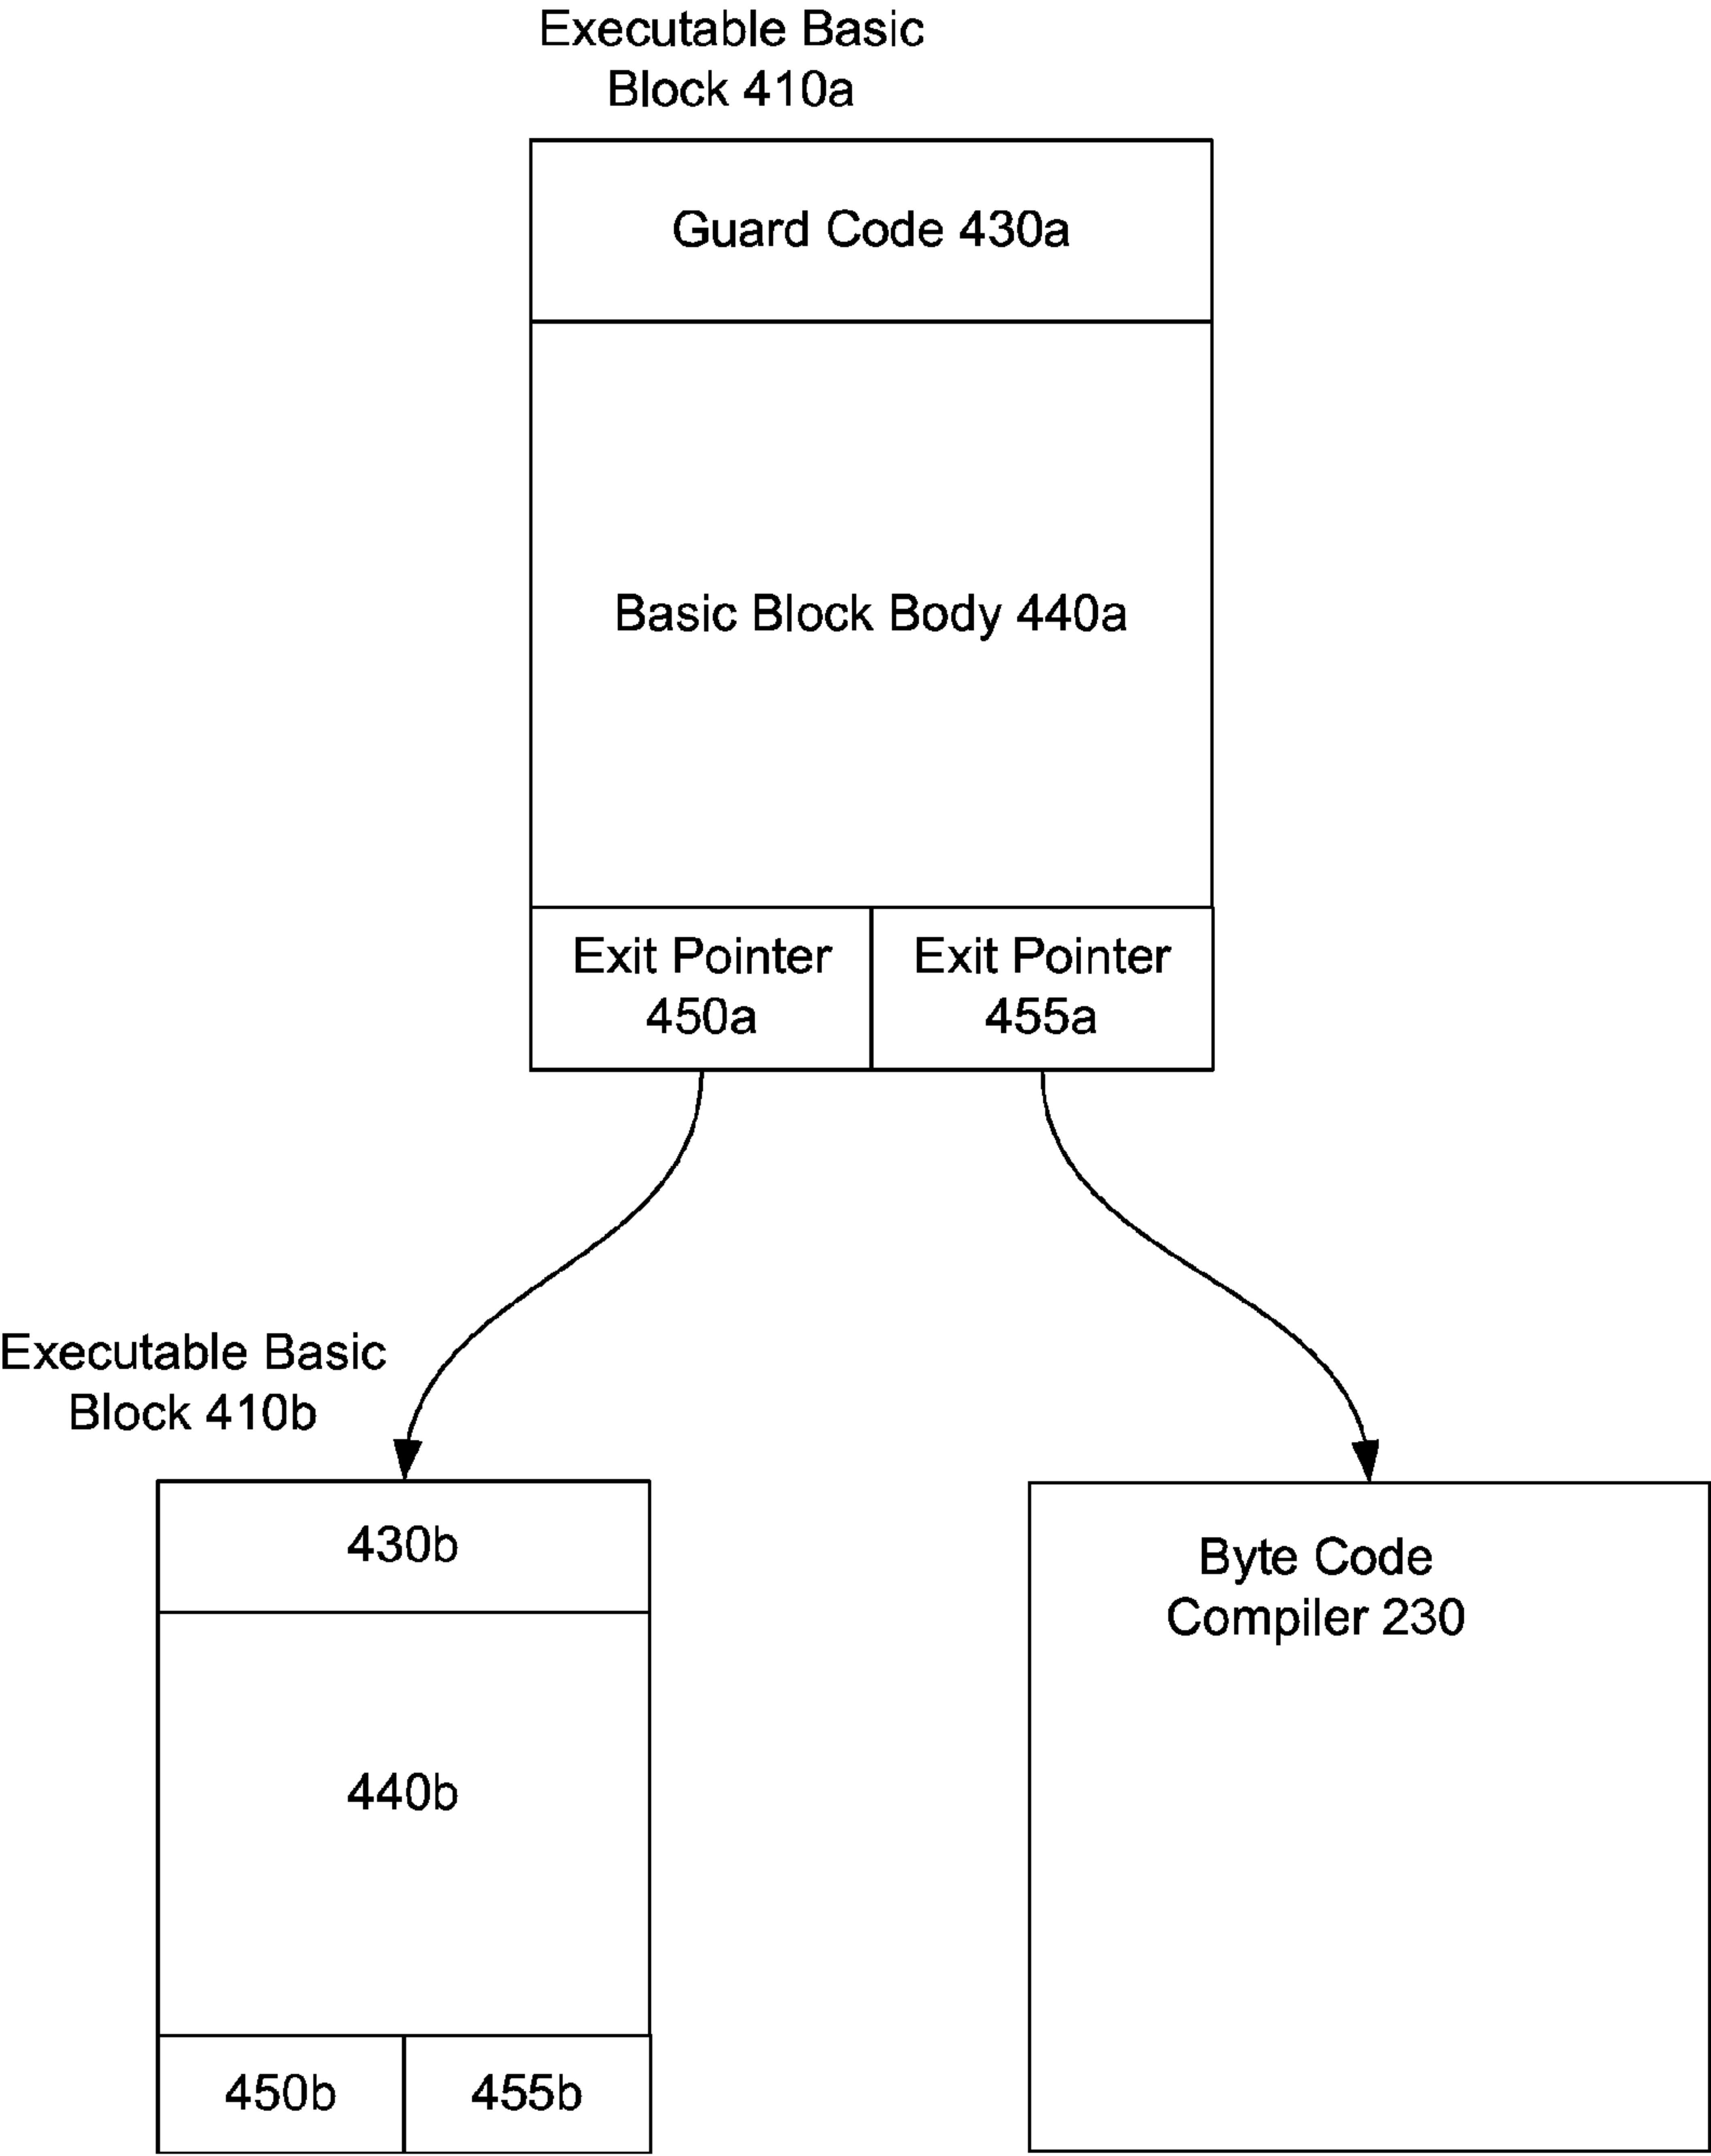 Executable Basic
Block 410a
Guard Code 430a
Basic Block Body 440a
Exit Pointer
450a
Exit Pointer
455a
Executable Basic
Block 410b
430b
440b
450b
455b
Byte Code
Compiler 230